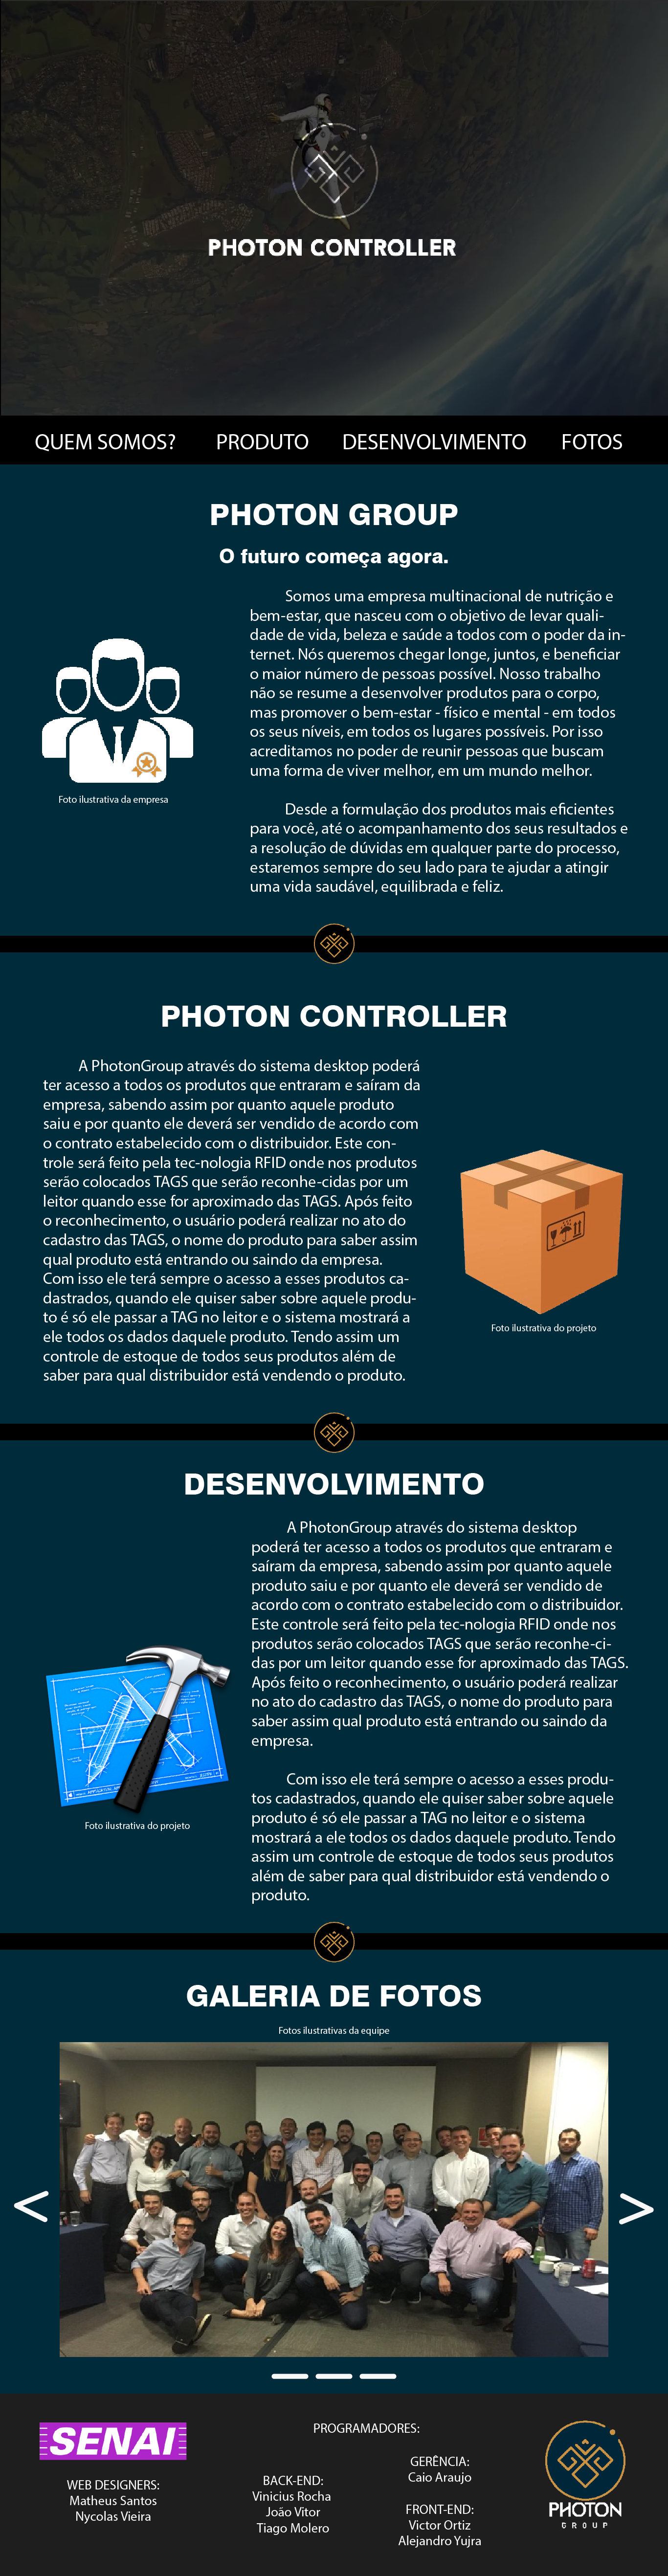 PHOTON CONTROLLER
QUEM SOMOS? PRODUTO DESENVOLVIMENTO FOTOS
PHOTON GROUP
O futuro começa agora.
Somos uma empresa multinacional de nutrição e
bem-estar, que nasceu com o objetivo de levar quali-
dade de vida, beleza e saúde a todos com o poder da in-
ternet. Nós queremos chegar longe, juntos, e beneficiar
o maior número de pessoas possível. Nosso trabalho
não se resume a desenvolver produtos para o corpo,
mas promover o bem-estar - físico e mental - em todos
os seus níveis, em todos os lugares possíveis. Por isso
acreditamos no poder de reunir pessoas que buscam
uma forma de viver melhor, em um mundo melhor.
Desde a formulação dos produtos mais eficientes
para você, até o acompanhamento dos seus resultados e
a resolução de dúvidas em qualquer parte do processo,
estaremos sempre do seu lado para te ajudar a atingir
uma vida saudável, equilibrada e feliz.
Foto ilustrativa da empresa
PHOTON CONTROLLER
A PhotonGroup através do sistema desktop poderá
ter acesso a todos os produtos que entraram e saíram da
empresa, sabendo assim por quanto aquele produto
saiu e por quanto ele deverá ser vendido de acordo com
o contrato estabelecido com o distribuidor. Este con-
trole será feito pela tec-nologia RFID onde nos produtos
serão colocados TAGS que serão reconhe-cidas por um
leitor quando esse for aproximado das TAGS. Após feito
o reconhecimento, o usuário poderá realizar no ato do
cadastro das TAGS, o nome do produto para saber assim
qual produto está entrando ou saindo da empresa.
Com isso ele terá sempre o acesso a esses produtos ca-
dastrados, quando ele quiser saber sobre aquele produ-
to é só ele passar a TAG no leitor e o sistema mostrará a
ele todos os dados daquele produto. Tendo assim um
controle de estoque de todos seus produtos além de
saber para qual distribuidor está vendendo o produto.
Foto ilustrativa do projeto
DESENVOLVIMENTO
A PhotonGroup através do sistema desktop
poderá ter acesso a todos os produtos que entraram e
saíram da empresa, sabendo assim por quanto aquele
produto saiu e por quanto ele deverá ser vendido de
acordo com o contrato estabelecido com o distribuidor.
Este controle será feito pela tec-nologia RFID onde nos
produtos serão colocados TAGS que serão reconhe-ci-
das por um leitor quando esse for aproximado das TAGS.
Após feito o reconhecimento, o usuário poderá realizar
no ato do cadastro das TAGS, o nome do produto para
saber assim qual produto está entrando ou saindo da
empresa.
Com isso ele terá sempre o acesso a esses produ-
tos cadastrados, quando ele quiser saber sobre aquele
produto é só ele passar a TAG no leitor e o sistema
mostrará a ele todos os dados daquele produto. Tendo
assim um controle de estoque de todos seus produtos
além de saber para qual distribuidor está vendendo o
produto.
Foto ilustrativa do projeto
GALERIA DE FOTOS
Fotos ilustrativas da equipe
SENAI
WEB DESIGNERS:
Matheus Santos
Nycolas Vieira
PROGRAMADORES:
BACK-END:
Vinicius Rocha
João Vitor
Tiago Molero
GERÊNCIA:
Caio Araujo
FRONT-END:
Victor Ortiz
Alejandro Yujra
PHOTON
GROUP